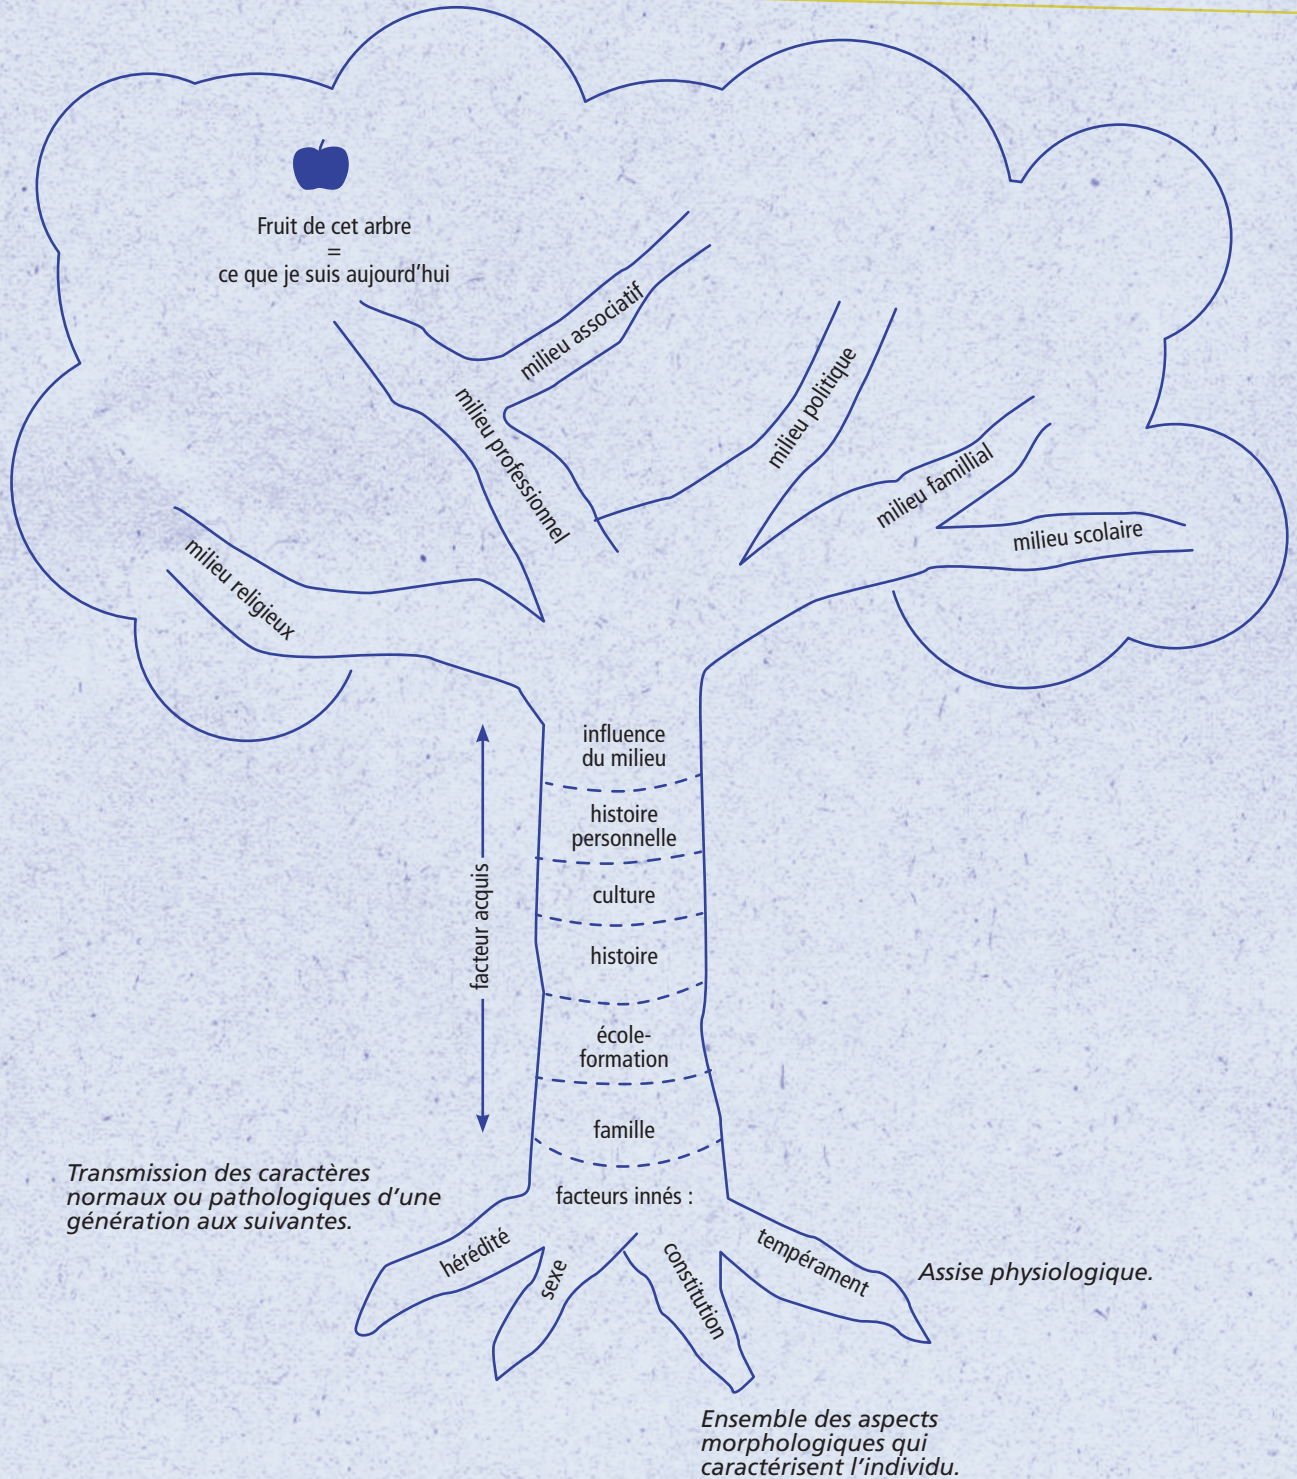 Fruit de cet arbre
=
ce que je suis aujourd'hui
milieu associatif
milieu professionnel
milieu politique
milieu famillial
milieu scolaire
milieu religieux
influence
du milieu
histoire
personnelle
culture
histoire
école-
formation
famille
facteur acquis
Transmission des caractères
normaux ou pathologiques d'une
génération aux suivantes.
facteurs innés :
hérédité
sexe
constitution
tempérament
Assise physiologique.
Ensemble des aspects
morphologiques qui
caractérisent l'individu.